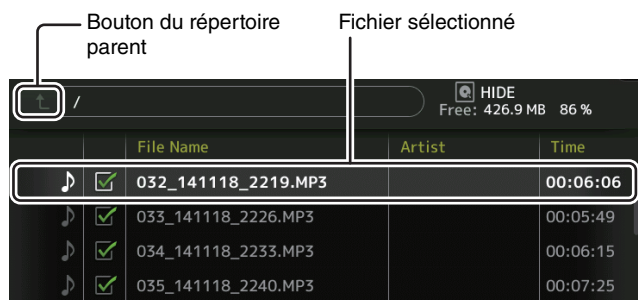 Bouton du répertoire
parent
Fichier sélectionné
/
HIDE
Free: 426.9 MB 86 %
File Name Artist Time
032_141118_2219.MP3 00:06:06
033_141118_2226.MP3 00:05:49
034_141118_2233.MP3 00:06:15
035_141118_2240.MP3 00:07:25